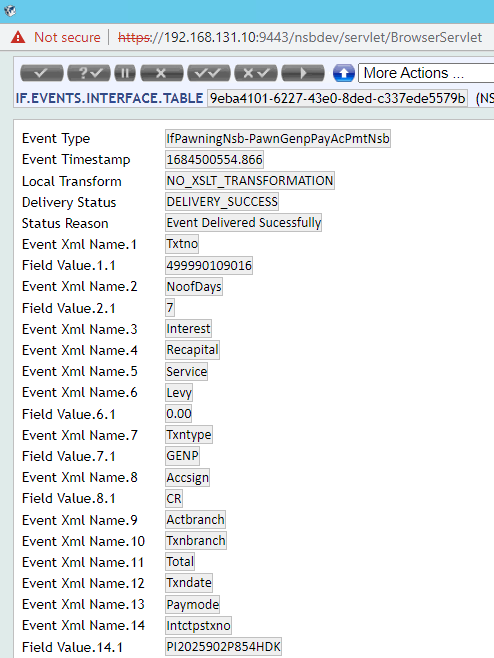 Not secure | https://192.168.131.10:9443/nsbdev/servlet/BrowserServlet
More Actions ...
IF.EVENTS.INTERFACE.TABLE 9eba4101-6227-43e0-8ded-c337ede5579b (NS
Event Type IfPawningNsb-PawnGenpPayAcPmtNsb
Event Timestamp 1684500554.866
Local Transform NO_XSLT_TRANSFORMATION
Delivery Status DELIVERY_SUCCESS
Status Reason Event Delivered Sucessfully
Event Xml Name.1 Txtno
Field Value.1.1 499990109016
Event Xml Name.2 NoofDays
Field Value.2.1 7
Event Xml Name.3 Interest
Event Xml Name.4 Recapital
Event Xml Name.5 Service
Event Xml Name.6 Levy
Field Value.6.1 0.00
Event Xml Name.7 Txntype
Field Value.7.1 GENP
Event Xml Name.8 Accsign
Field Value.8.1 CR
Event Xml Name.9 Actbranch
Event Xml Name.10 Txnbranch
Event Xml Name.11 Total
Event Xml Name.12 Txndate
Event Xml Name.13 Paymode
Event Xml Name.14 Intctpstxno
Field Value.14.1 PI2025902P854HDK